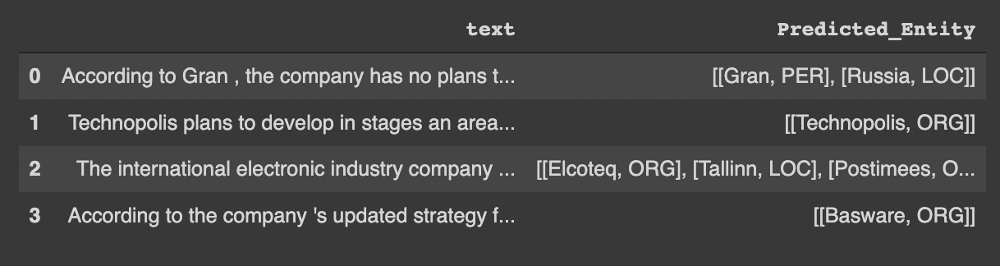 text Predicted_Entity
0 According to Gran , the company has no plans t... [[Gran, PER], [Russia, LOC]]
1 Technopolis plans to develop in stages an area... [[Technopolis, ORG]]
2 The international electronic industry company ... [[Elcoteq, ORG], [Tallinn, LOC], [Postimees, O...
3 According to the company 's updated strategy f... [[Basware, ORG]]